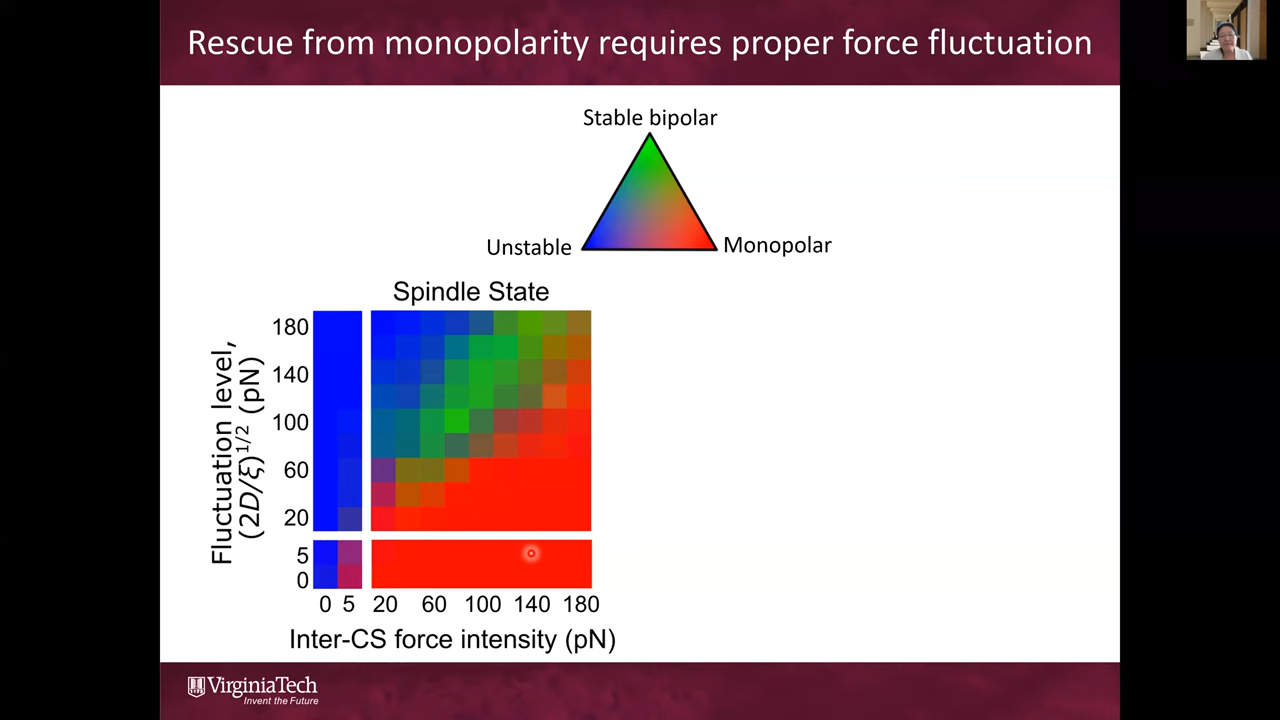 Rescue from monopolarity requires proper force fluctuation
Stable bipolar
Unstable
Monopolar
Spindle State
Fluctuation level,
(2D/ξ)^1/2 (pN)
180
140
100
60
20
5
0
0 5 20 60 100 140 180
Inter-CS force intensity (pN)
VirginiaTech
Invent the Future